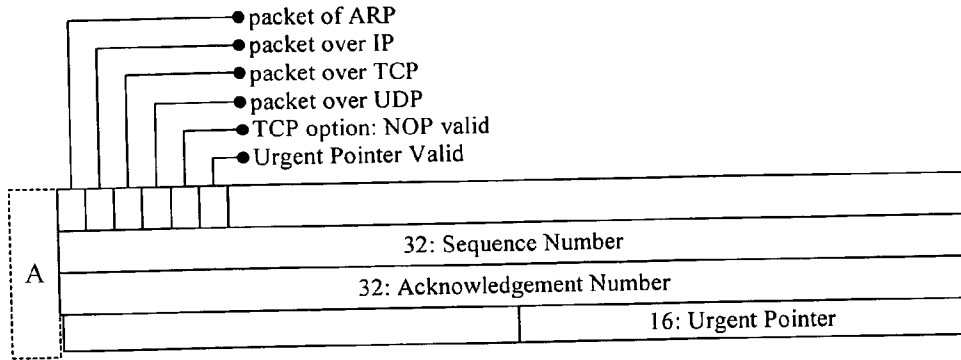 packet of ARP
packet over IP
packet over TCP
packet over UDP
TCP option: NOP valid
Urgent Pointer Valid
A
32: Sequence Number
32: Acknowledgement Number
16: Urgent Pointer